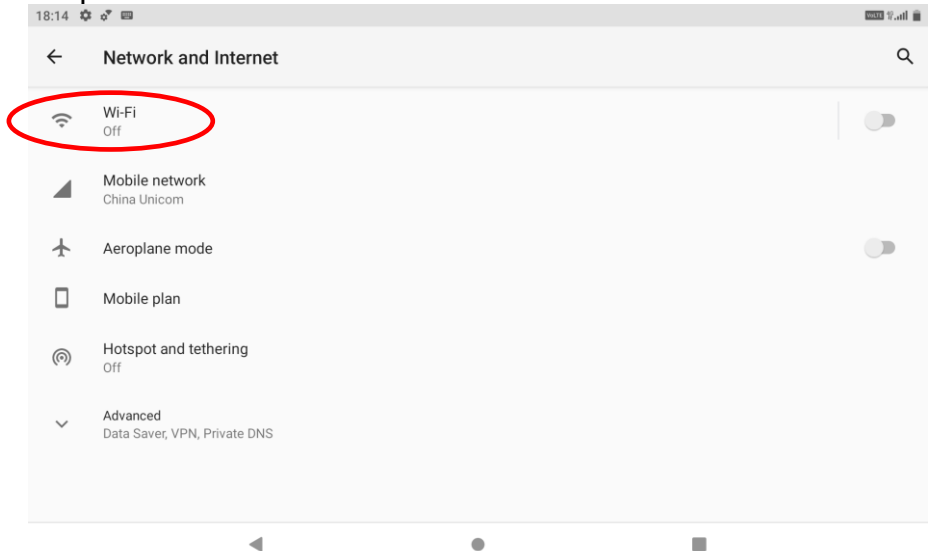 18:14
Network and Internet
Wi-Fi
Off
Mobile network
China Unicom
Aeroplane mode
Mobile plan
Hotspot and tethering
Off
Advanced
Data Saver, VPN, Private DNS